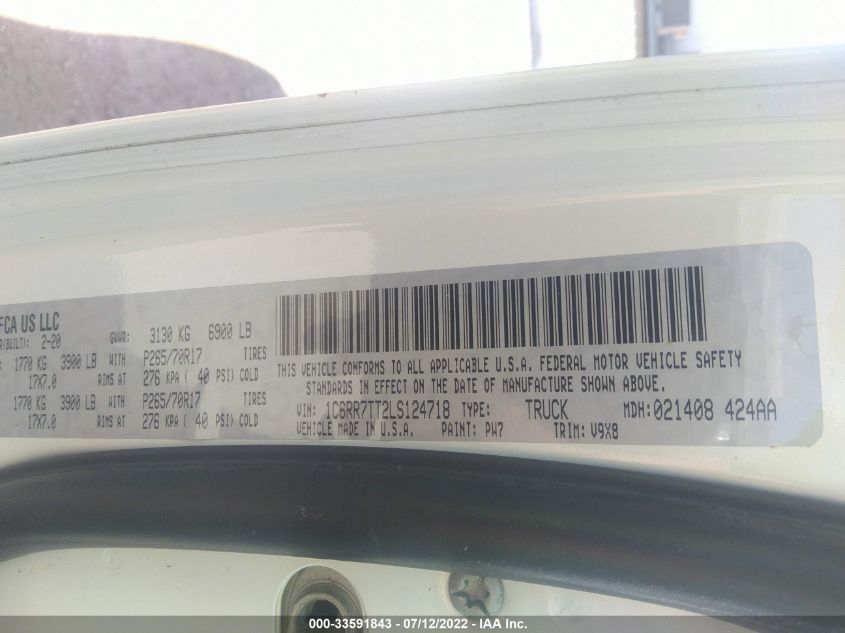 FCA US LLC
(BUILT): 2-20 GVWR: 3130 KG 6900 LB
: 1770 KG 3900 LB WITH P265/70R17 TIRES
17X7.0 RIMS AT 276 KPA ( 40 PSI) COLD
1770 KG 3900 LB WITH P265/70R17 TIRES
17X7.0 RIMS AT 276 KPA ( 40 PSI) COLD
THIS VEHICLE CONFORMS TO ALL APPLICABLE U.S.A. FEDERAL MOTOR VEHICLE SAFETY
STANDARDS IN EFFECT ON THE DATE OF MANUFACTURE SHOWN ABOVE.
VIN: 1C6RR7TT2LS124718 TYPE: TRUCK MDH: 021408 424AA
VEHICLE MADE IN U.S.A. PAINT: PW7 TRIM: V9X8
000-33591843 - 07/12/2022 - IAA Inc.